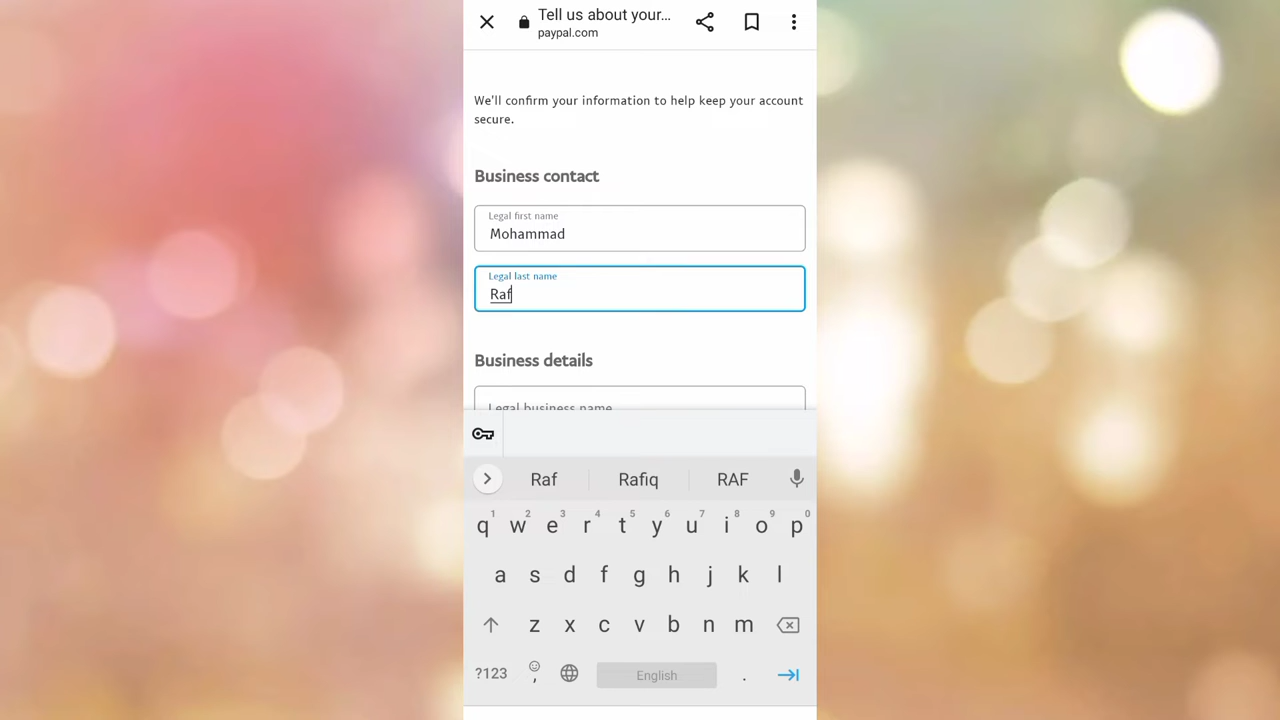 Tell us about your...
paypal.com
We'll confirm your information to help keep your account
secure.
Business contact
Legal first name
Mohammad
Legal last name
Raf
Business details
Legal business name
Raf Rafiq RAF
1 2 3 4 5 6 7 8 9 0
q w e r t y u i o p
a s d f g h j k l
z x c v b n m
?123 , English .